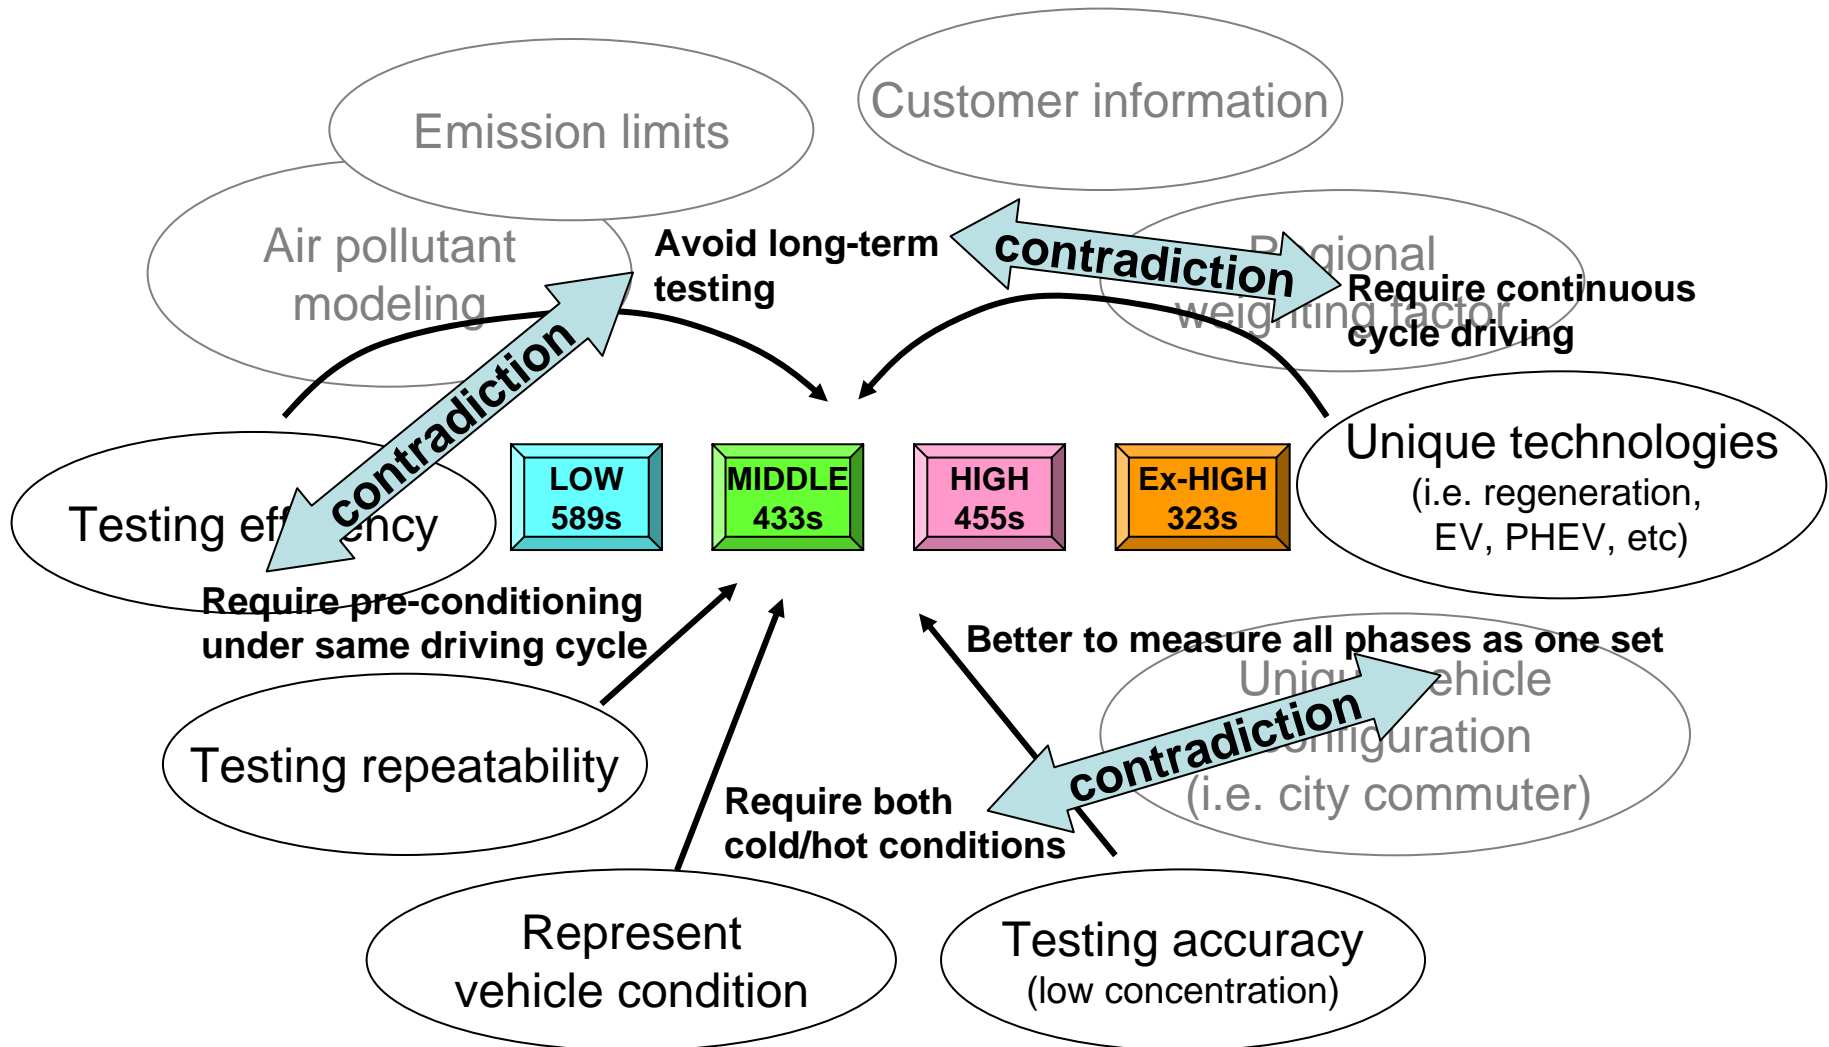 Customer information
Emission limits
Air pollutant
modeling
Avoid long-term
testing
contradiction
Regional
weighting factor
Require continuous
cycle driving
contradiction
Unique technologies
(i.e. regeneration,
EV, PHEV, etc)
LOW
589s
MIDDLE
433s
HIGH
455s
Ex-HIGH
323s
Testing efficiency
Require pre-conditioning
under same driving cycle
Better to measure all phases as one set
Unique vehicle
configuration
(i.e. city commuter)
contradiction
Testing repeatability
Require both
cold/hot conditions
Represent
vehicle condition
Testing accuracy
(low concentration)